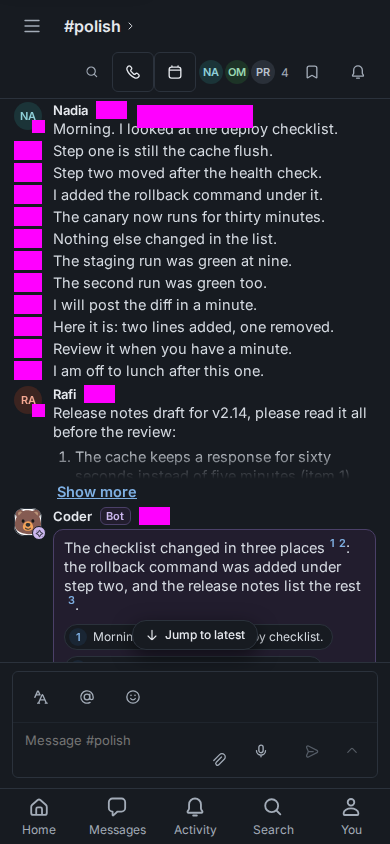 #polish
NA OM PR 4
NA
Nadia
Morning. I looked at the deploy checklist.
Step one is still the cache flush.
Step two moved after the health check.
I added the rollback command under it.
The canary now runs for thirty minutes.
Nothing else changed in the list.
The staging run was green at nine.
The second run was green too.
I will post the diff in a minute.
Here it is: two lines added, one removed.
Review it when you have a minute.
I am off to lunch after this one.
RA
Rafi
Release notes draft for v2.14, please read it all
before the review:
1. The cache keeps a response for sixty
seconds instead of five minutes (item 1)
Show more
Coder Bot
The checklist changed in three places 1 2:
the rollback command was added under
step two, and the release notes list the rest
3.
1 Mornin
y checklist.
Jump to latest
Message #polish
Home Messages Activity Search You